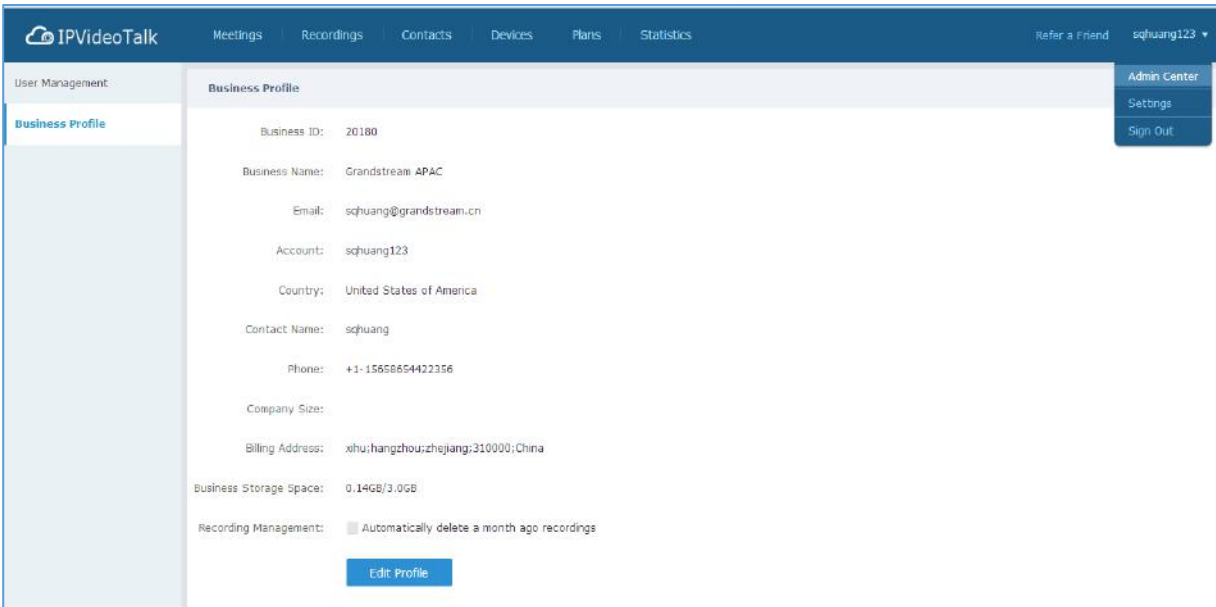 IPVideoTalk Meetings Recordings Contacts Devices Plans Statistics Refer a Friend sqhuang123
User Management
Business Profile
Business Profile
Admin Center
Settings
Sign Out
Business ID: 20180
Business Name: Grandstream APAC
Email: sqhuang@grandstream.cn
Account: sqhuang123
Country: United States of America
Contact Name: sqhuang
Phone: +1-15658654422356
Company Size:
Billing Address: xihu;hangzhou;zhejiang;310000;China
Business Storage Space: 0.14GB/3.0GB
Recording Management: Automatically delete a month ago recordings
Edit Profile